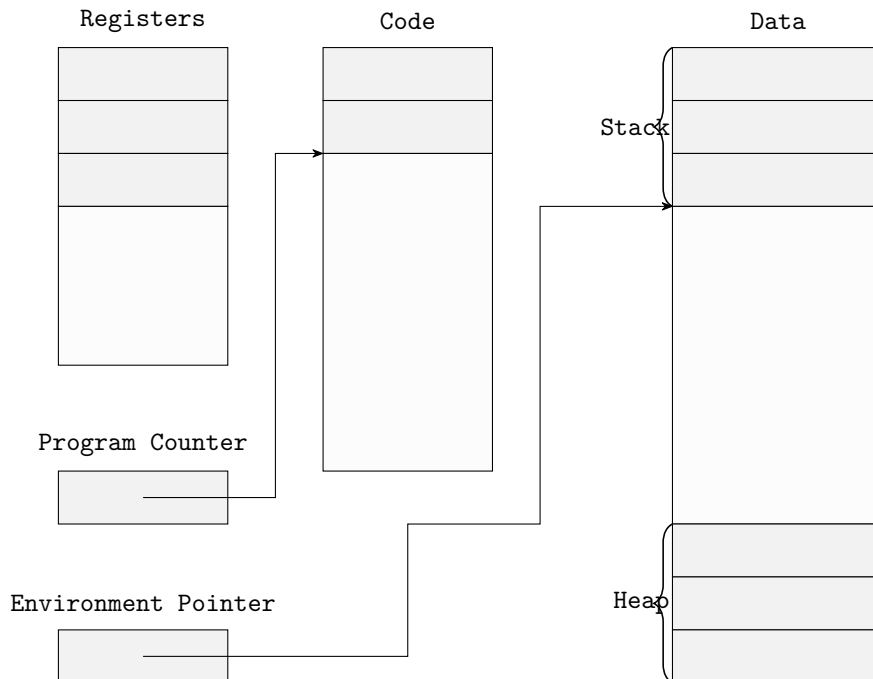 Registers
Code
Data
Stack
Program Counter
Environment Pointer
Heap